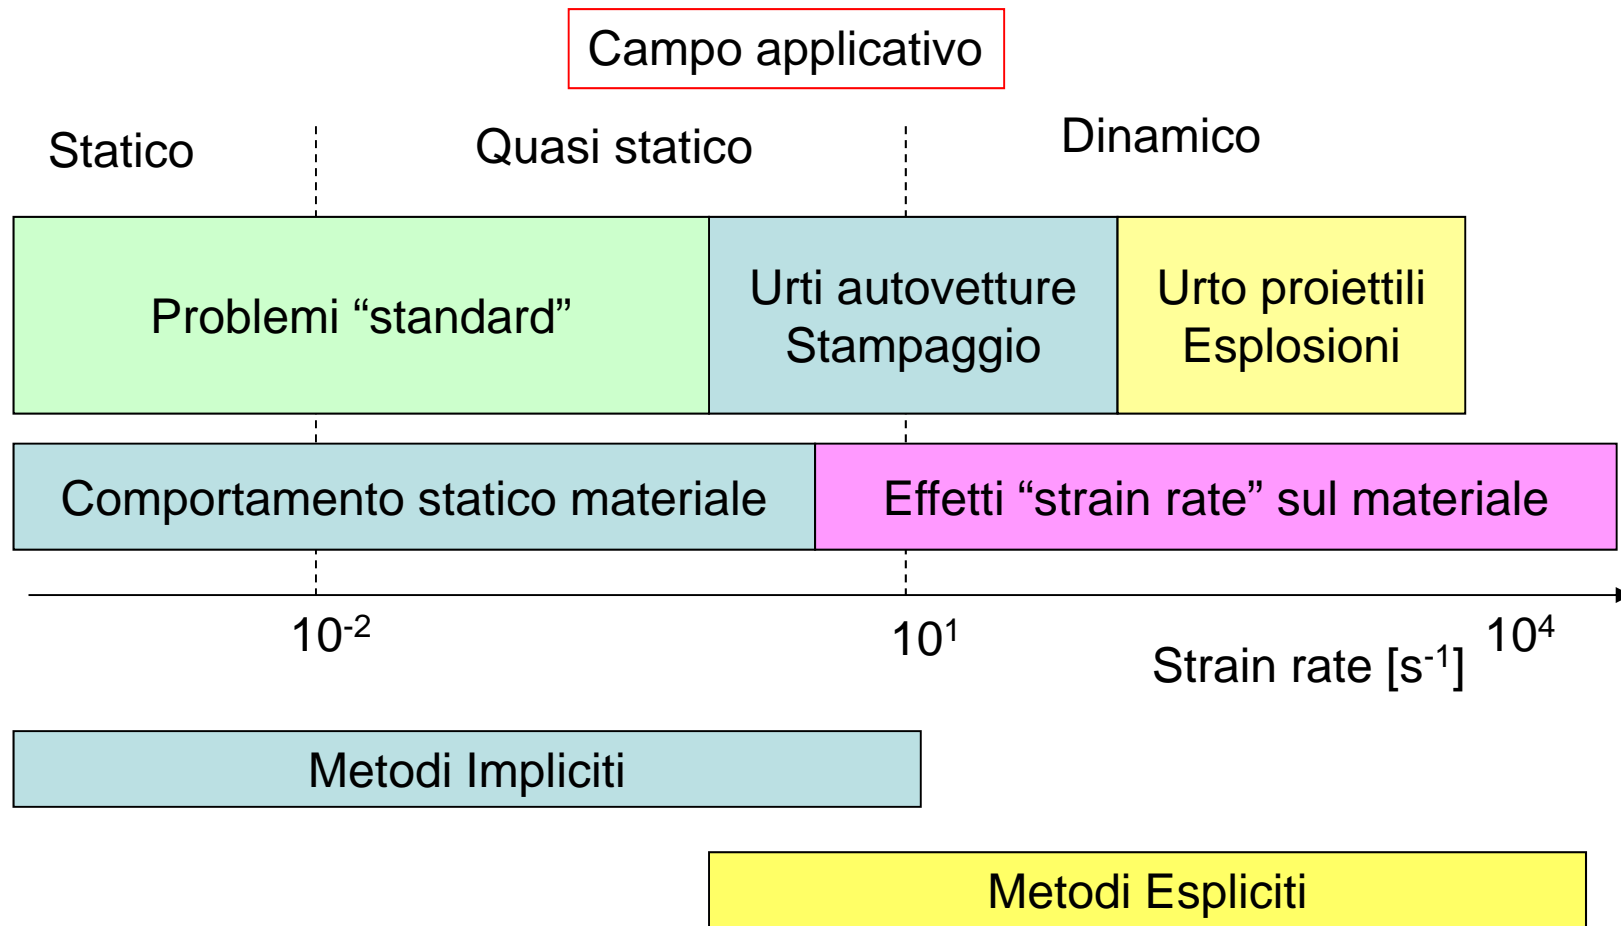 Campo applicativo
Statico
Quasi statico
Dinamico
Problemi “standard”
Urti autovetture
Stampaggio
Urto proiettili
Esplosioni
Comportamento statico materiale
Effetti “strain rate” sul materiale
10⁻²
10¹
10⁴
Strain rate [s⁻¹]
Metodi Impliciti
Metodi Espliciti